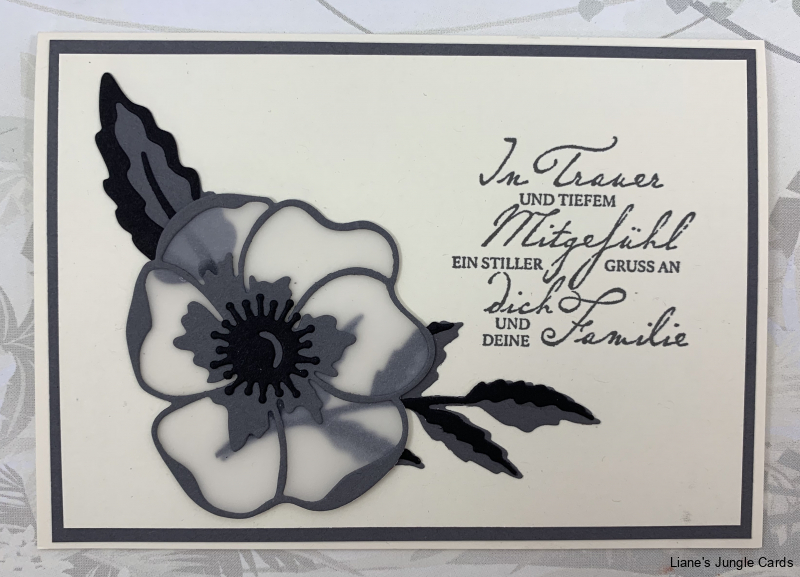 In Trauer
UND TIEFEM
Mitgefühl
EIN STILLER GRUSS AN
dich
UND
DEINE Familie
Liane's Jungle Cards